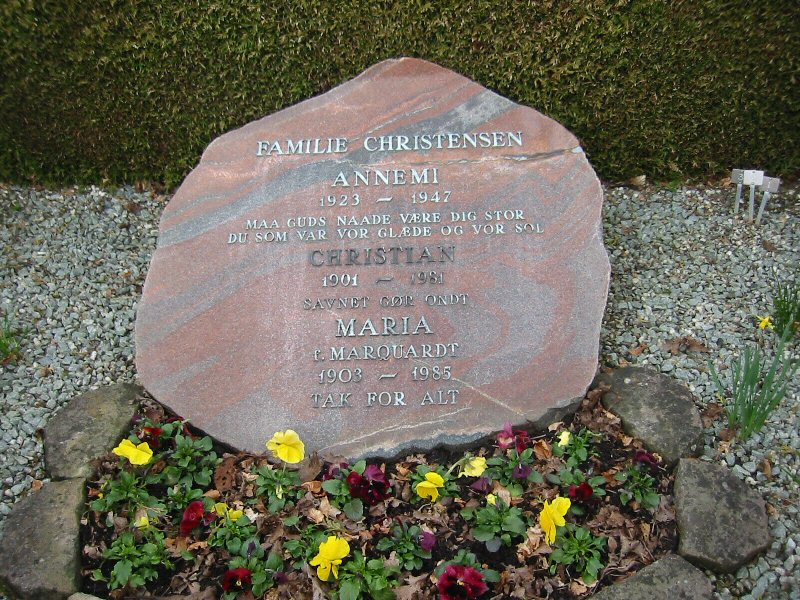 FAMILIE CHRISTENSEN
ANNEMI
1923 - 1947
MAA GUDS NAADE VÆRE DIG STOR
DU SOM VAR VOR GLÆDE OG VOR SOL
CHRISTIAN
1901 - 1981
SAVNET GØR ONDT
MARIA
f. MARQUARDT
1903 - 1985
TAK FOR ALT